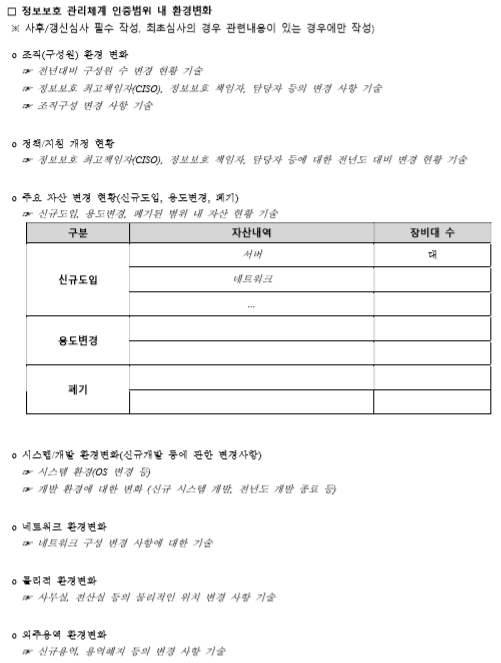 □ 정보보호 관리체계 인증범위 내 환경변화
※ 사후/갱신심사 필수 작성, 최초심사의 경우 관련내용이 있는 경우에만 작성)
o 조직(구성원) 환경 변화
☞ 전년대비 구성원 수 변경 현황 기술
☞ 정보보호 최고책임자(CISO), 정보보호 책임자, 담당자 등의 변경 사항 기술
☞ 조직구성 변경 사항 기술
o 정책/지침 개정 현황
☞ 정보보호 최고책임자(CISO), 정보보호 책임자, 담당자 등에 대한 전년도 대비 변경 현황 기술
o 주요 자산 변경 현황(신규도입, 용도변경, 폐기)
☞ 신규도입, 용도변경, 폐기된 범위 내 자산 현황 기술
구분 자산내역 장비대 수
신규도입 서버 대
네트워크
...
용도변경
폐기
o 시스템/개발 환경변화(신규개발 등에 관한 변경사항)
☞ 시스템 환경(OS 변경 등)
☞ 개발 환경에 대한 변화 (신규 시스템 개발, 전년도 개발 종료 등)
o 네트워크 환경변화
☞ 네트워크 구성 변경 사항에 대한 기술
o 물리적 환경변화
☞ 사무실, 전산실 등의 물리적인 위치 변경 사항 기술
o 외주용역 환경변화
☞ 신규용역, 용역해지 등의 변경 사항 기술